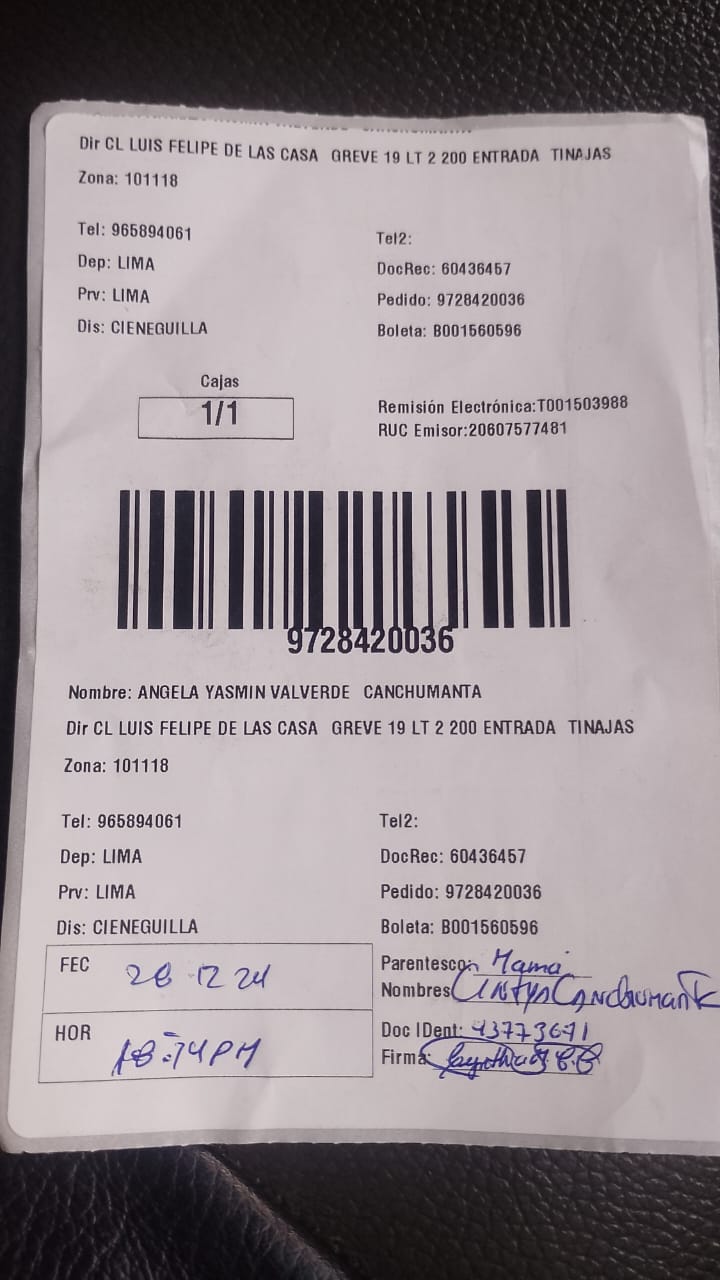 Dir CL LUIS FELIPE DE LAS CASA GREVE 19 LT 2 200 ENTRADA TINAJAS
Zona: 101118
Tel: 965894061
Tel2:
Dep: LIMA
DocRec: 60436457
Prv: LIMA
Pedido: 9728420036
Dis: CIENEGUILLA
Boleta: B001560596
Cajas
1/1
Remisión Electrónica:T001503988
RUC Emisor:20607577481
9728420036
Nombre: ANGELA YASMIN VALVERDE CANCHUMANTA
Dir CL LUIS FELIPE DE LAS CASA GREVE 19 LT 2 200 ENTRADA TINAJAS
Zona: 101118
Tel: 965894061
Tel2:
Dep: LIMA
DocRec: 60436457
Prv: LIMA
Pedido: 9728420036
Dis: CIENEGUILLA
Boleta: B001560596
FEC 28 12 24
Parentesco: Mamá
Nombres
HOR
Doc IDent: 43773671
Firma: